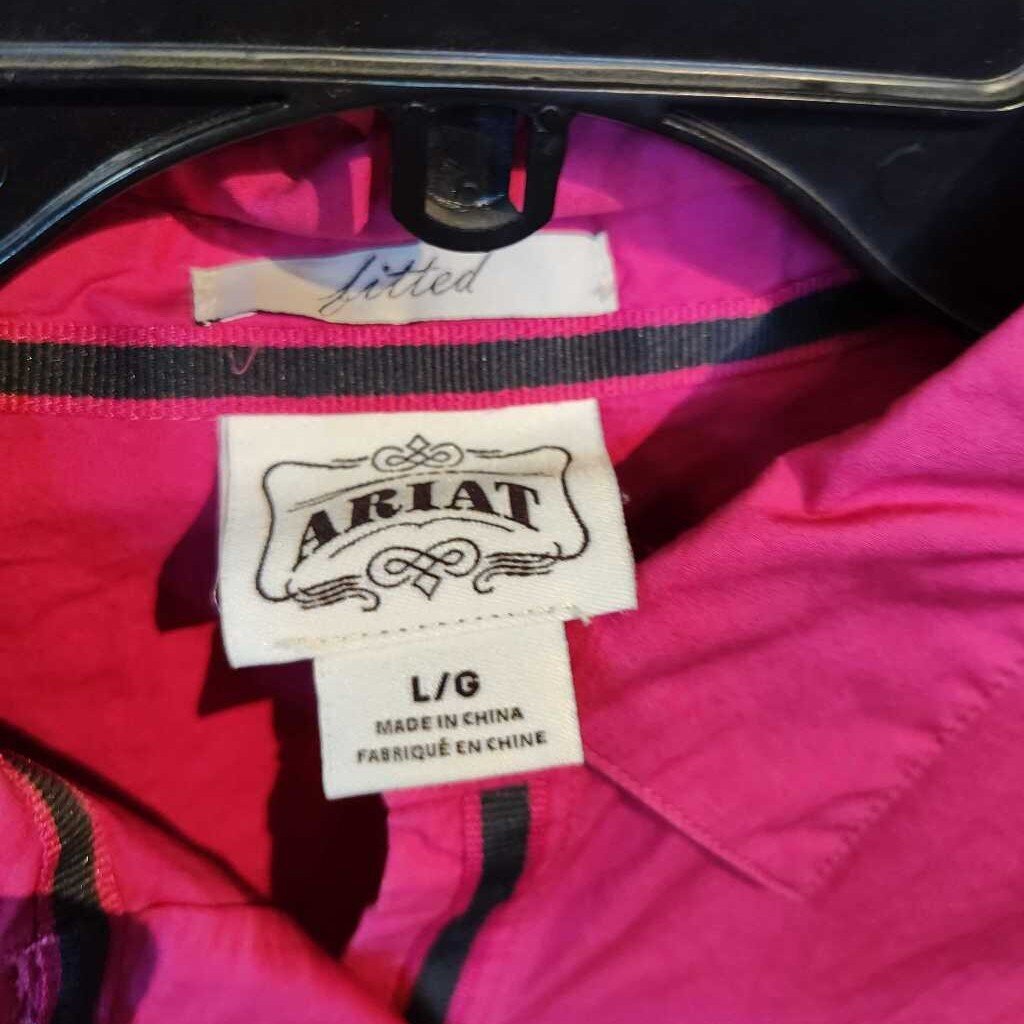 fitted
ARIAT
L/G
MADE IN CHINA
FABRIQUÉ EN CHINE